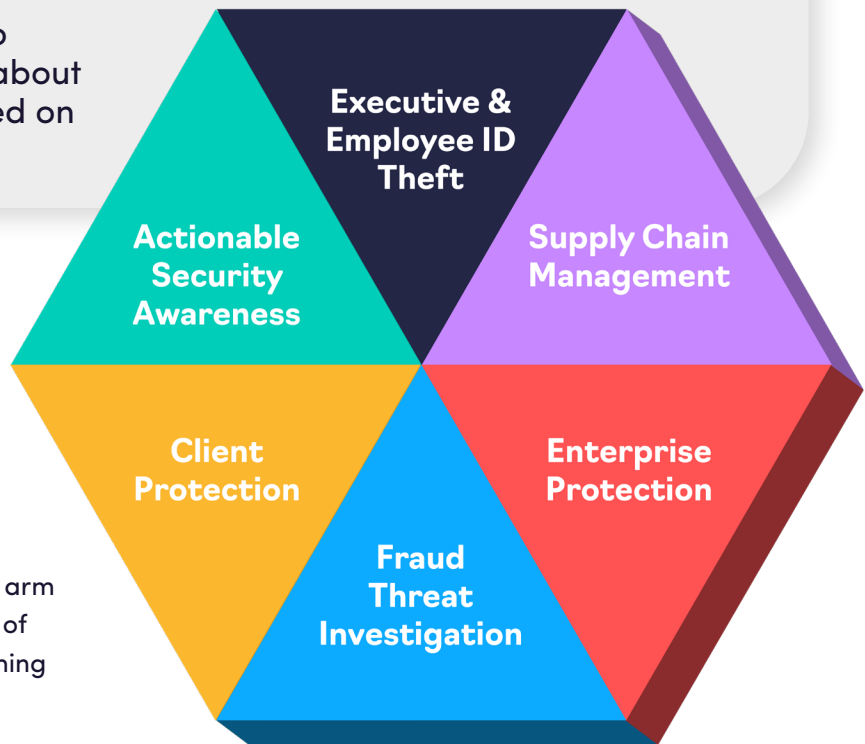 about
ed on
Executive &
Employee ID
Theft
Actionable
Security
Awareness
Supply Chain
Management
Client
Protection
Enterprise
Protection
Fraud
Threat
Investigation
arm
of